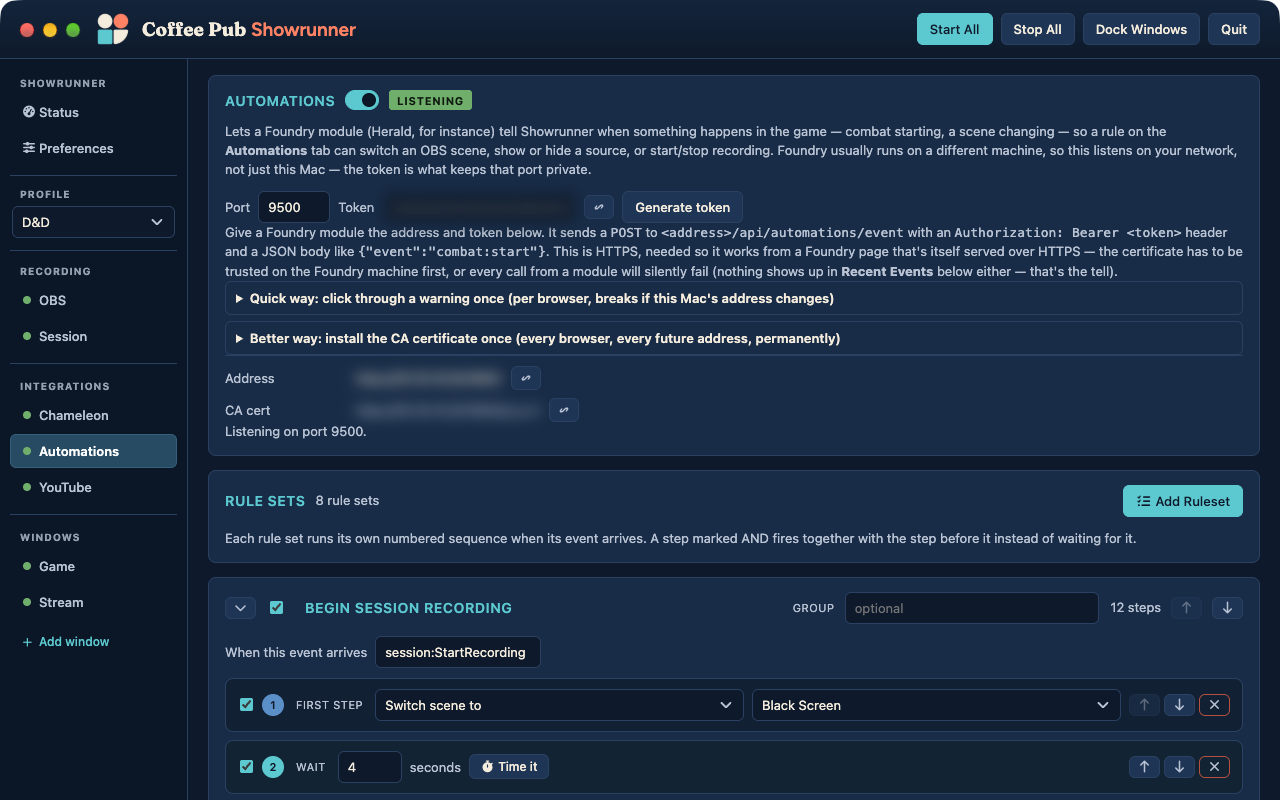 Coffee Pub Showrunner
Start All
Stop All
Dock Windows
Quit
SHOWRUNNER
Status
Preferences
PROFILE
D&D
RECORDING
OBS
Session
INTEGRATIONS
Chameleon
Automations
YouTube
WINDOWS
Game
Stream
+ Add window
AUTOMATIONS
LISTENING
Lets a Foundry module (Herald, for instance) tell Showrunner when something happens in the game — combat starting, a scene changing — so a rule on the
Automations tab can switch an OBS scene, show or hide a source, or start/stop recording. Foundry usually runs on a different machine, so this listens on your network,
not just this Mac — the token is what keeps that port private.
Port 9500 Token
Generate token
Give a Foundry module the address and token below. It sends a POST to <address>/api/automations/event with an Authorization: Bearer <token> header
and a JSON body like {"event":"combat:start"}. This is HTTPS, needed so it works from a Foundry page that's itself served over HTTPS — the certificate has to be
trusted on the Foundry machine first, or every call from a module will silently fail (nothing shows up in Recent Events below either — that's the tell).
Quick way: click through a warning once (per browser, breaks if this Mac's address changes)
Better way: install the CA certificate once (every browser, every future address, permanently)
Address
CA cert
Listening on port 9500.
RULE SETS 8 rule sets
Add Ruleset
Each rule set runs its own numbered sequence when its event arrives. A step marked AND fires together with the step before it instead of waiting for it.
BEGIN SESSION RECORDING
GROUP optional 12 steps
When this event arrives session:StartRecording
1 FIRST STEP Switch scene to Black Screen
2 WAIT 4 seconds Time it